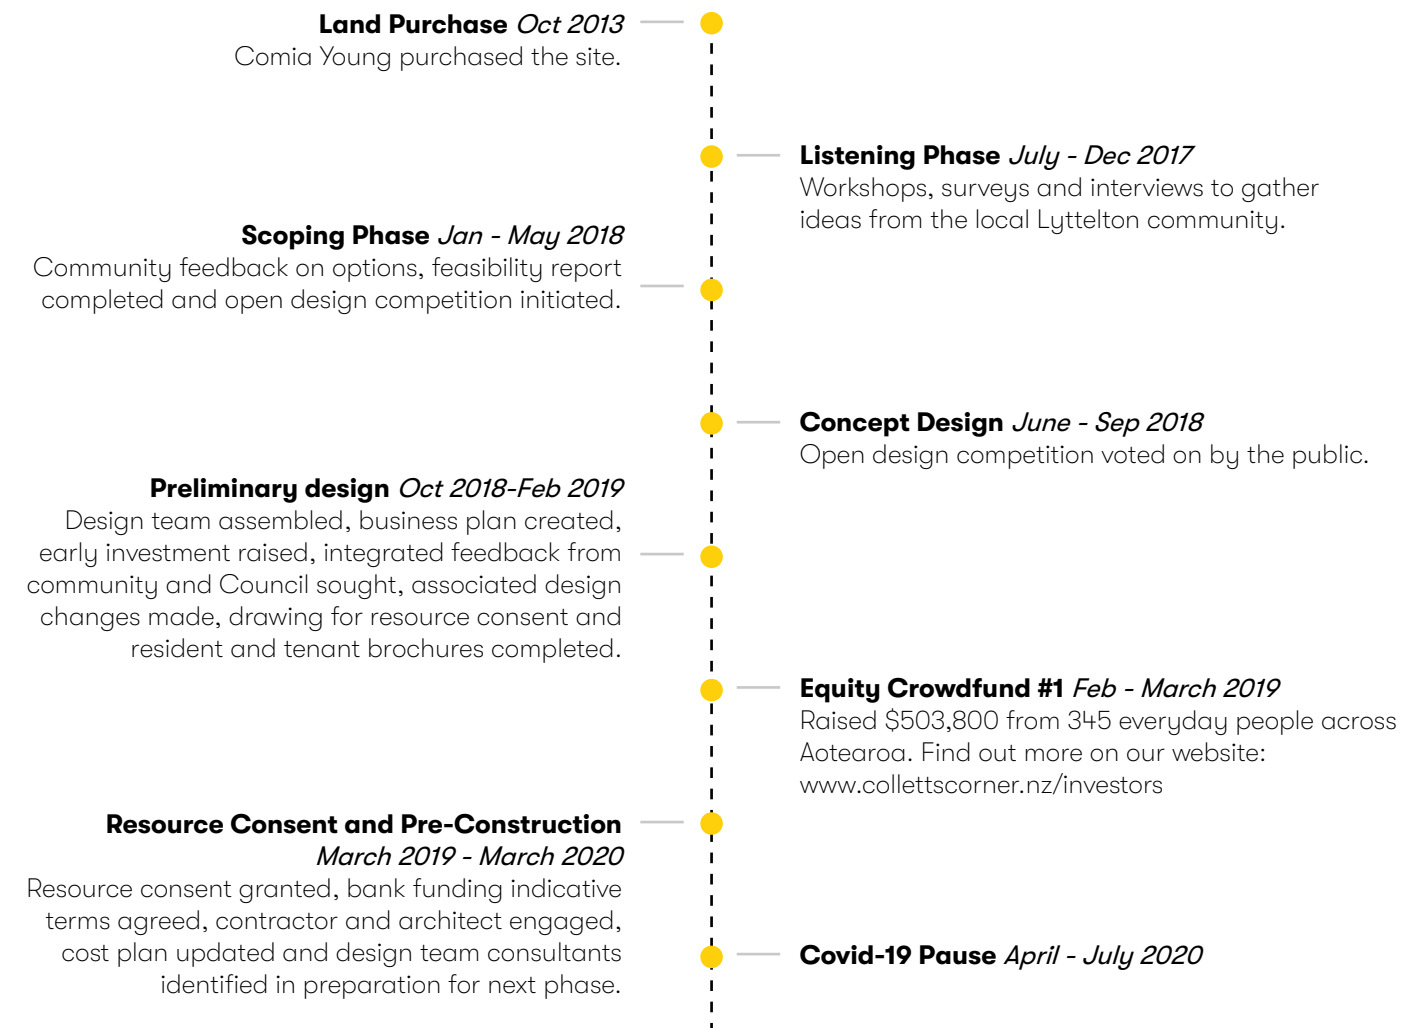 Land Purchase Oct 2013
Comia Young purchased the site.
Listening Phase July - Dec 2017
Workshops, surveys and interviews to gather
ideas from the local Lyttelton community.
Scoping Phase Jan - May 2018
Community feedback on options, feasibility report
completed and open design competition initiated.
Concept Design June - Sep 2018
Open design competition voted on by the public.
Preliminary design Oct 2018-Feb 2019
Design team assembled, business plan created,
early investment raised, integrated feedback from
community and Council sought, associated design
changes made, drawing for resource consent and
resident and tenant brochures completed.
Equity Crowdfund #1 Feb - March 2019
Raised $503,800 from 345 everyday people across
Aotearoa. Find out more on our website:
www.collettscorner.nz/investors
Resource Consent and Pre-Construction
March 2019 - March 2020
Resource consent granted, bank funding indicative
terms agreed, contractor and architect engaged,
cost plan updated and design team consultants
identified in preparation for next phase.
Covid-19 Pause April - July 2020